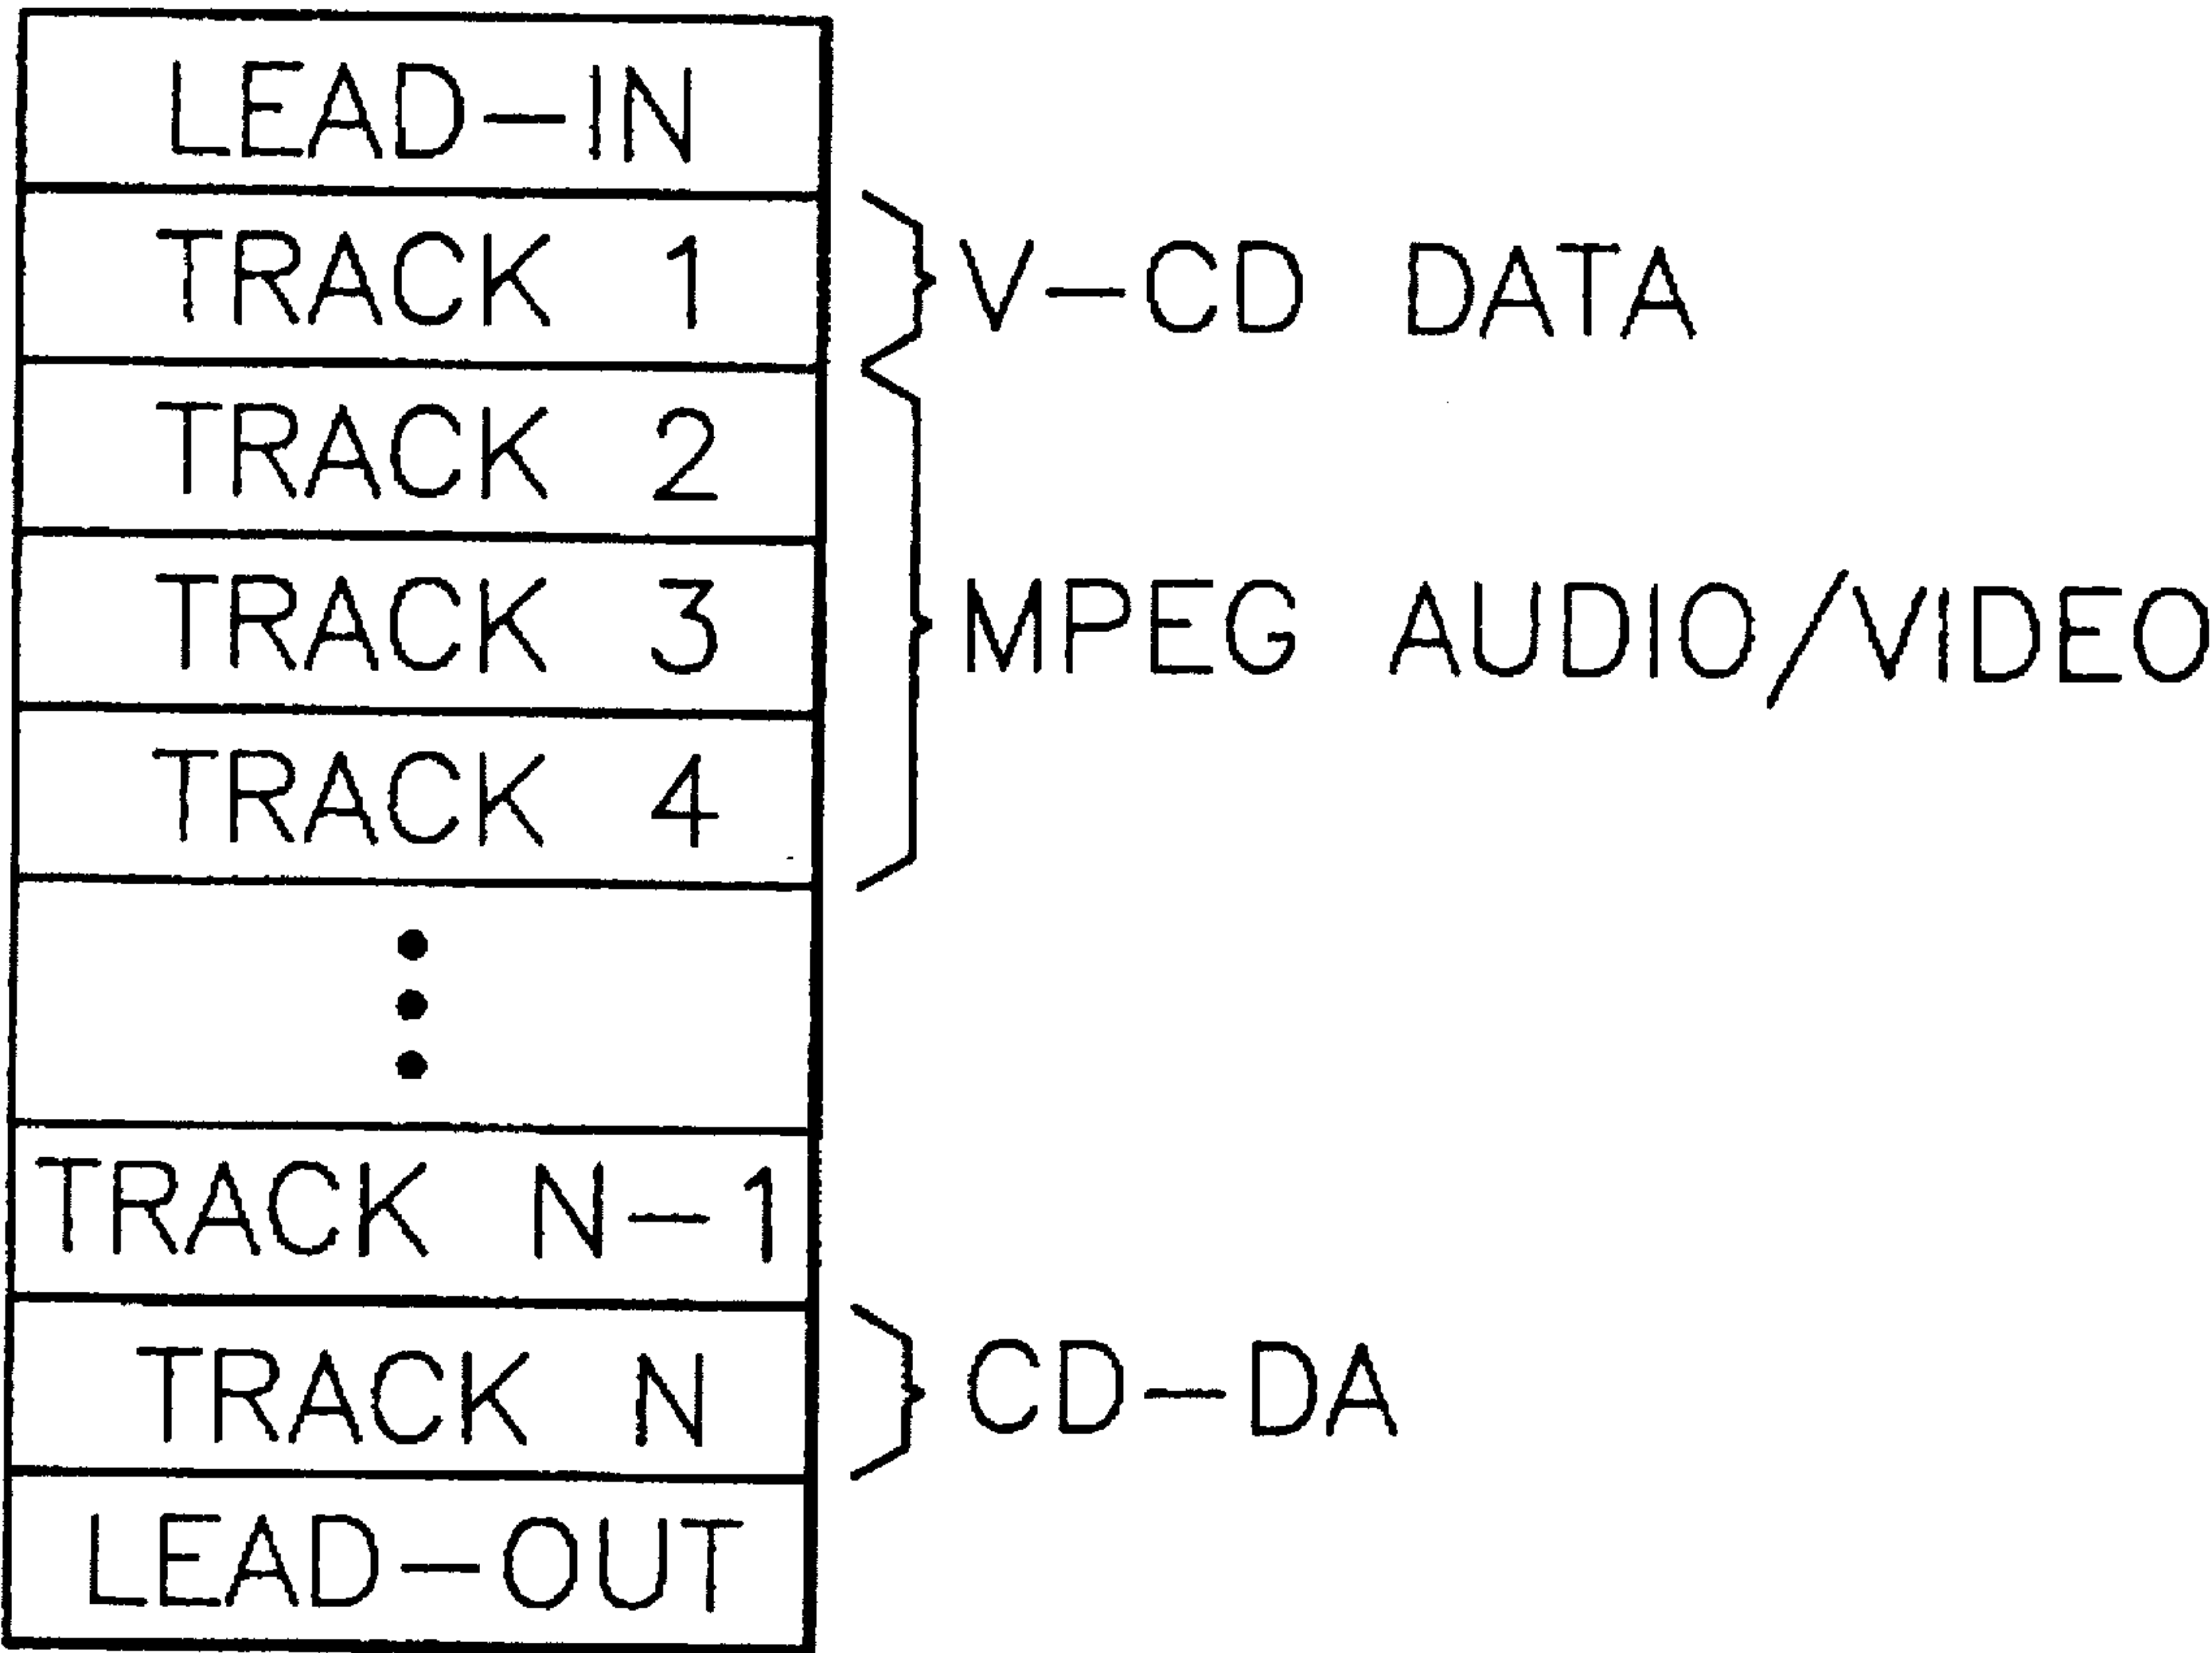 LEAD-IN
TRACK 1
V-CD DATA
TRACK 2
TRACK 3
MPEG AUDIO/VIDEO
TRACK 4
TRACK N-1
TRACK N
CD-DA
LEAD-OUT